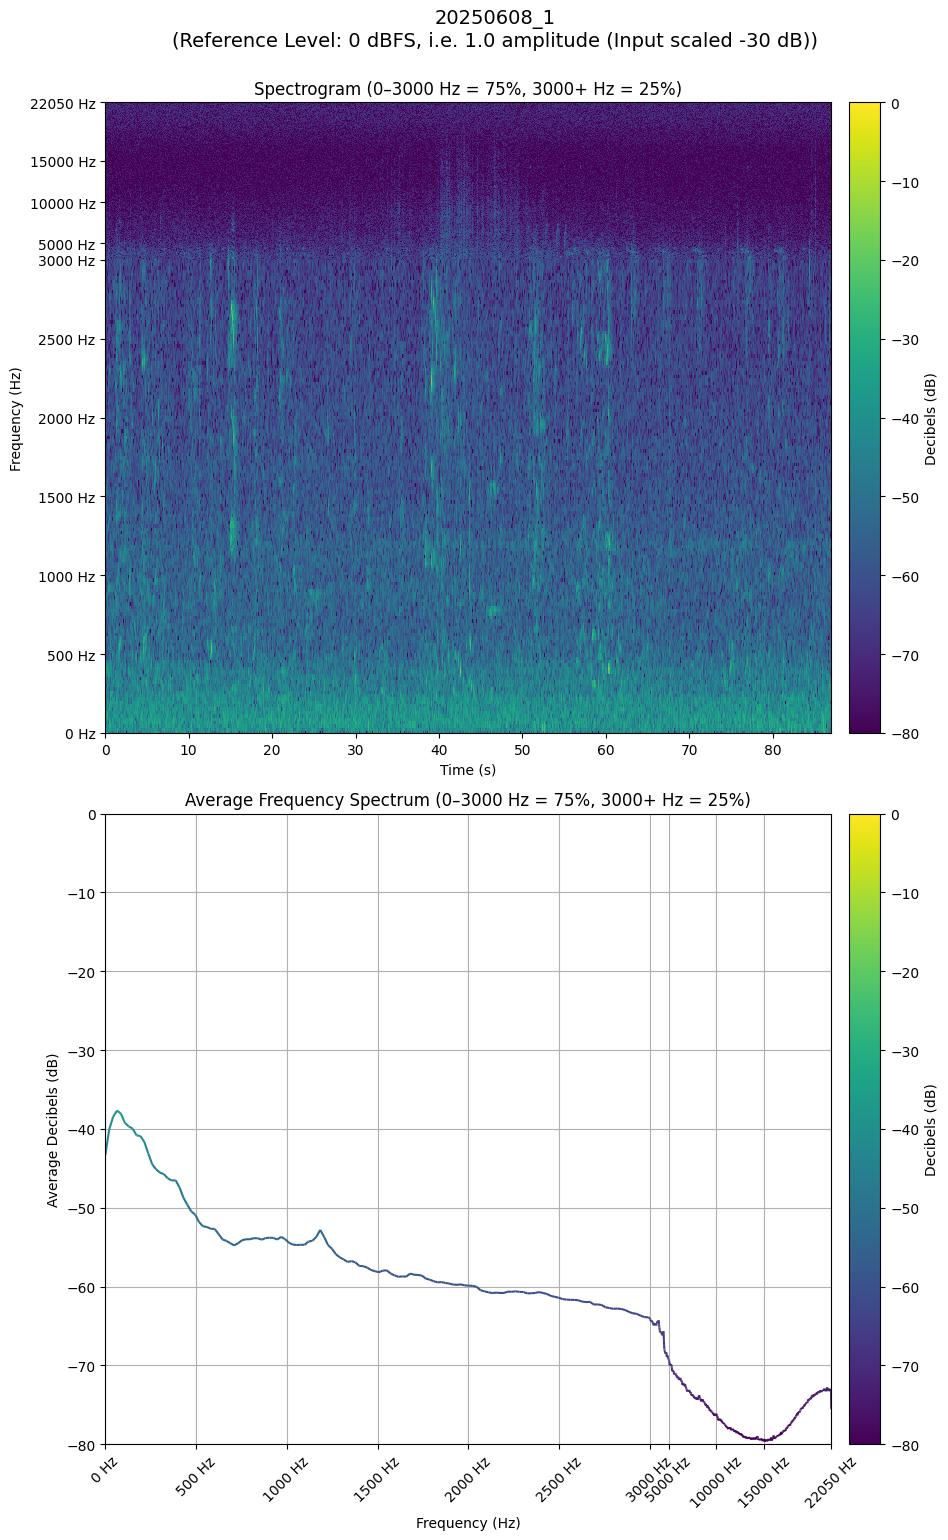 20250608_1
(Reference Level: 0 dBFS, i.e. 1.0 amplitude (Input scaled -30 dB))
Spectrogram (0–3000 Hz = 75%, 3000+ Hz = 25%)
22050 Hz
15000 Hz
10000 Hz
5000 Hz
3000 Hz
2500 Hz
2000 Hz
1500 Hz
1000 Hz
500 Hz
0 Hz
Frequency (Hz)
0 10 20 30 40 50 60 70 80
Time (s)
0
−10
−20
−30
−40
−50
−60
−70
−80
Decibels (dB)
Average Frequency Spectrum (0–3000 Hz = 75%, 3000+ Hz = 25%)
0
−10
−20
−30
−40
−50
−60
−70
−80
Average Decibels (dB)
0 Hz 500 Hz 1000 Hz 1500 Hz 2000 Hz 2500 Hz 3000 Hz 5000 Hz 10000 Hz 15000 Hz 22050 Hz
Frequency (Hz)
0
−10
−20
−30
−40
−50
−60
−70
−80
Decibels (dB)